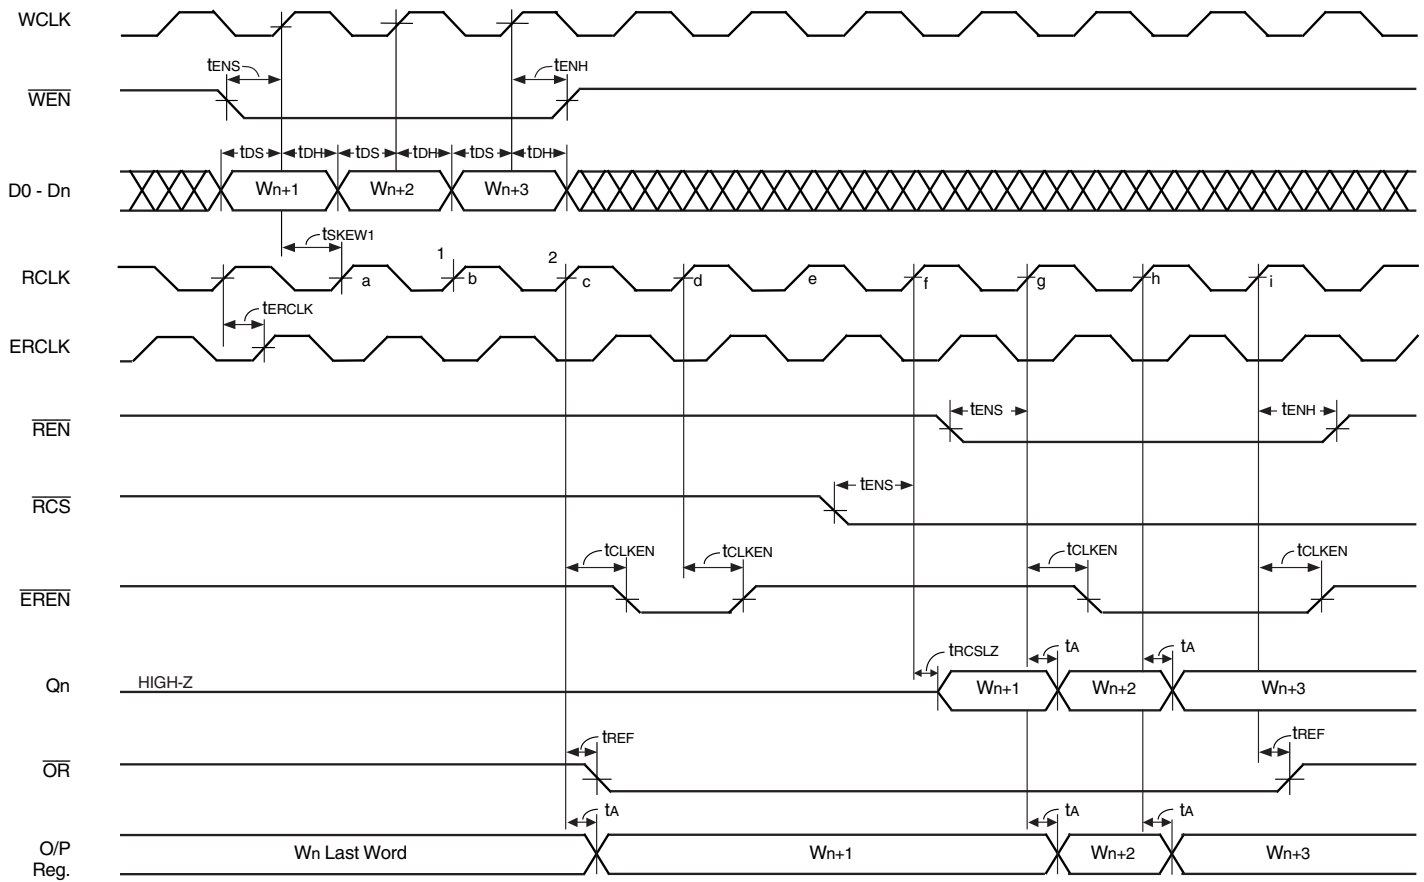 WCLK
tENS
tENH
WEN
tDS
tDH
tDS
tDH
tDS
tDH
D0 - Dn
Wn+1
Wn+2
Wn+3
tSKEW1
1
2
RCLK
a
b
c
d
e
f
g
h
i
tERCLK
ERCLK
REN
tENS
tENH
RCS
tENS
tCLKEN
tCLKEN
tCLKEN
tCLKEN
EREN
tRCSLZ
tA
tA
Qn
HIGH-Z
Wn+1
Wn+2
Wn+3
tREF
tREF
OR
tA
tA
tA
O/P
Reg.
Wn Last Word
Wn+1
Wn+2
Wn+3